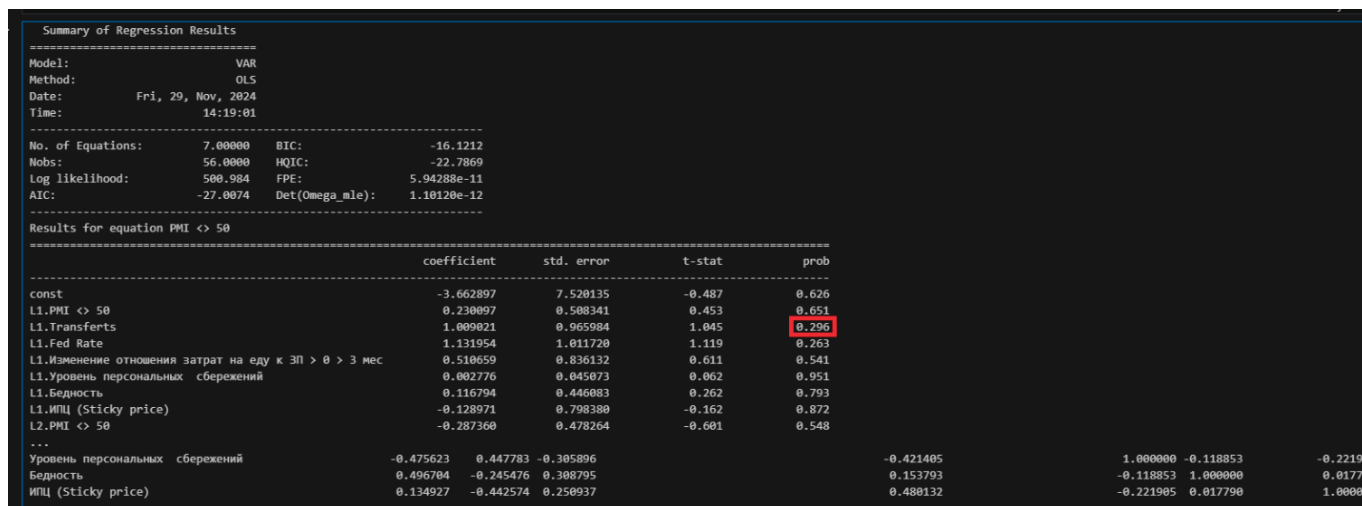 Summary of Regression Results
==================================
Model: VAR
Method: OLS
Date: Fri, 29, Nov, 2024
Time: 14:19:01
--------------------------------------------------------------------
No. of Equations: 7.00000 BIC: -16.1212
Nobs: 56.0000 HQIC: -22.7869
Log likelihood: 500.984 FPE: 5.94288e-11
AIC: -27.0074 Det(Omega_mle): 1.10120e-12
--------------------------------------------------------------------
Results for equation PMI <> 50
========================================================================================================================
coefficient std. error t-stat prob
------------------------------------------------------------------------------------------------------------------------
const -3.662897 7.520135 -0.487 0.626
L1.PMI <> 50 0.230097 0.508341 0.453 0.651
L1.Transferts 1.009021 0.965984 1.045 0.296
L1.Fed Rate 1.131954 1.011720 1.119 0.263
L1.Изменение отношения затрат на еду к ЗП > 0 > 3 мес 0.510659 0.836132 0.611 0.541
L1.Уровень персональных сбережений 0.002776 0.045073 0.062 0.951
L1.Бедность 0.116794 0.446083 0.262 0.793
L1.ИПЦ (Sticky price) -0.128971 0.798380 -0.162 0.872
L2.PMI <> 50 -0.287360 0.478264 -0.601 0.548
...
Уровень персональных сбережений -0.475623 0.447783 -0.305896 -0.421405 1.000000 -0.118853 -0.2219
Бедность 0.496704 -0.245476 0.308795 0.153793 -0.118853 1.000000 0.0177
ИПЦ (Sticky price) 0.134927 -0.442574 0.250937 0.480132 -0.221905 0.017790 1.0000